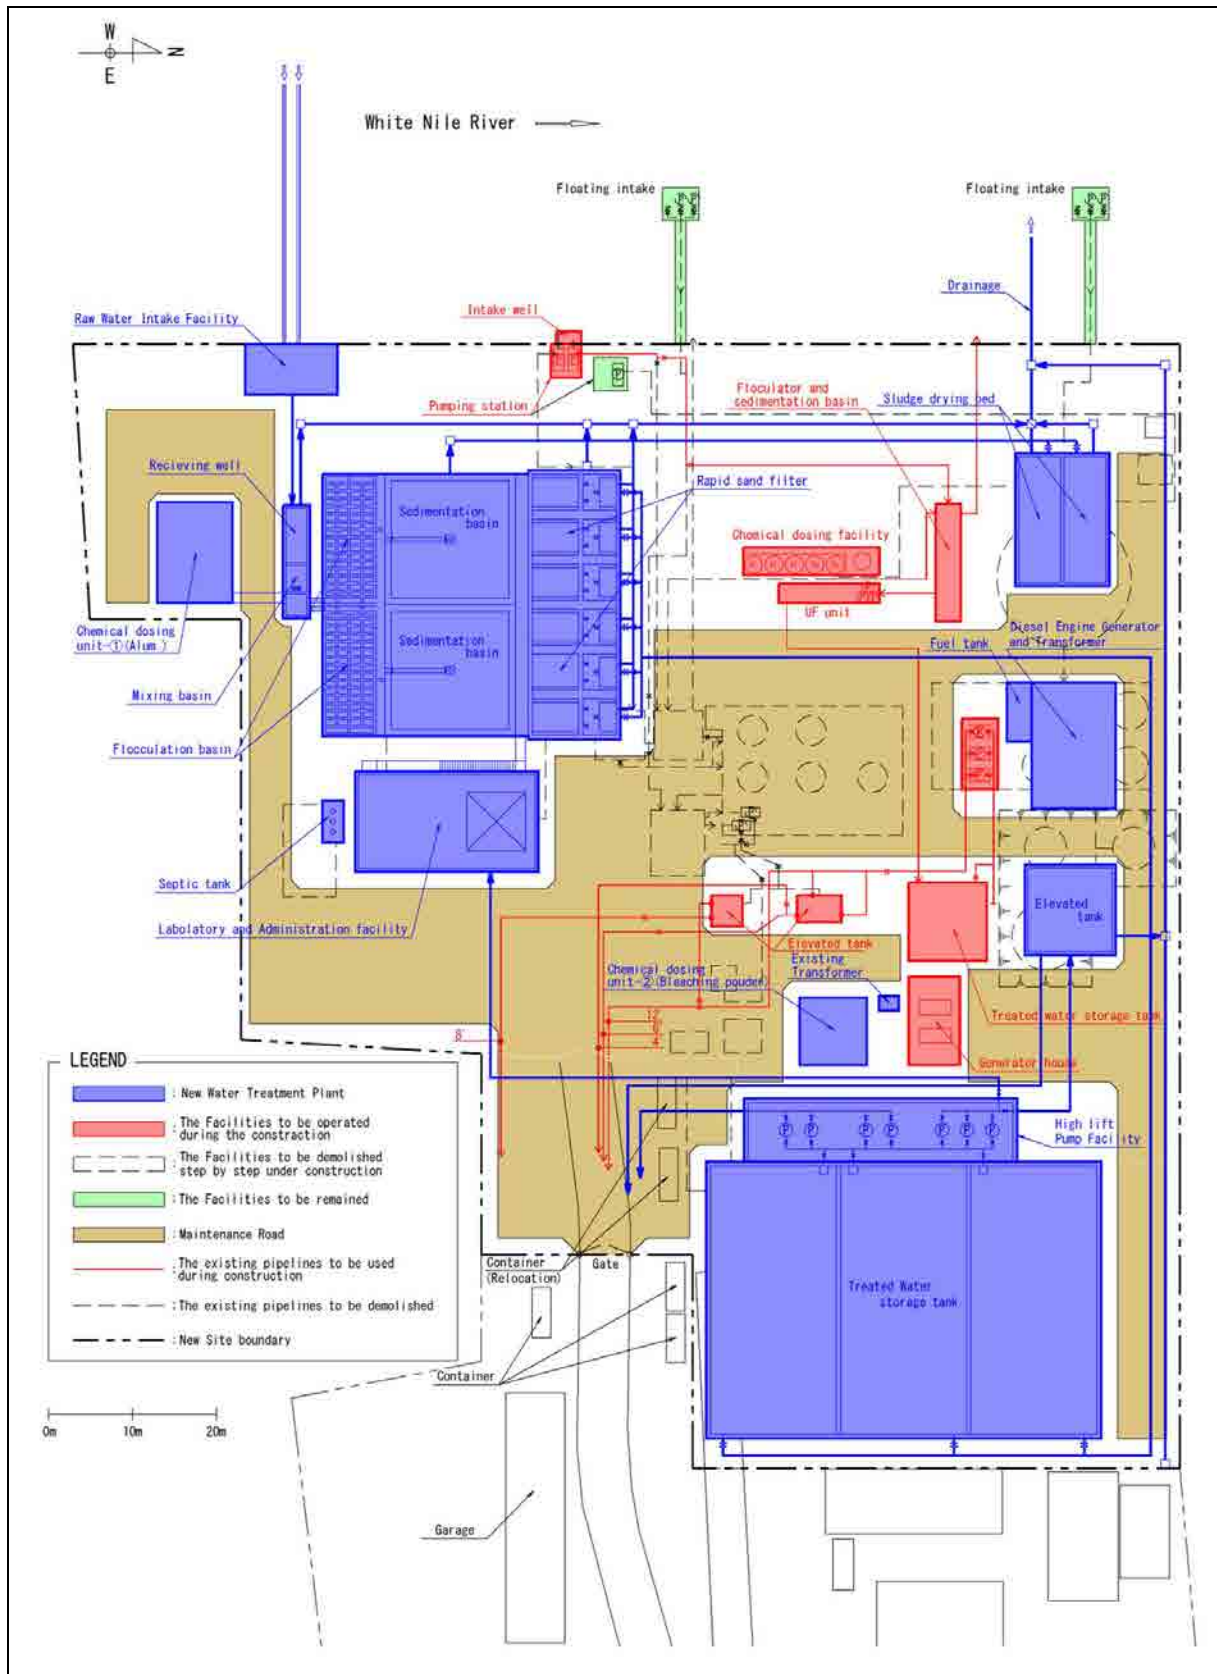 W
N
E
White Nile River
Floating intake
Floating intake
Drainage
Intake well
Raw Water Intake Facility
Floculator and
sedimentation basin
Sludge drying bed
Pumping station
Recieving well
Rapid sand filter
Sedimentation
basin
Chemical dosing facility
UF unit
Chemical dosing
unit-①(Alum )
Sedimentation
basin
Diesel Engine Generator
and Transformer
Fuel tank
Mixing basin
Flocculation basin
Septic tank
Elevated
tank
Labolatory and Administration facility
Elevated tank
Existing
Transformer
Chemical dosing
unit-2(Bleaching powder)
Treated water storage tank
12"
6"
4"
8"
Generator house
LEGEND
:New Water Treatment Plant
:The Facilities to be operated
during the construction
:The Facilities to be demolished
step by step under construction
:The Facilities to be remained
:Maintenance Road
:The existing pipelines to be used
during construction
:The existing pipelines to be demolished
:New Site boundary
High lift
Pump Facility
P P P P P P P
Container
(Relocation)
Gate
Treated Water
storage tank
Container
0m 10m 20m
Garage